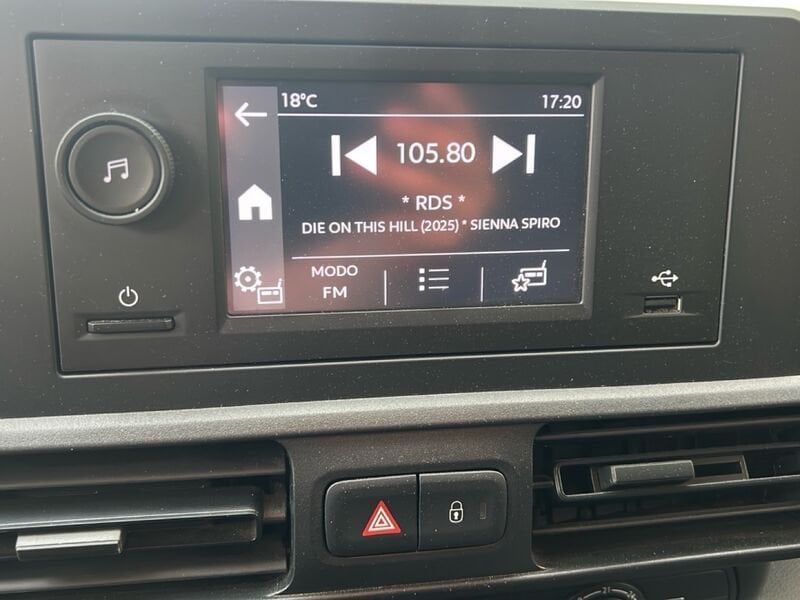 18°C 17:20
105.80
* RDS *
DIE ON THIS HILL (2025) * SIENNA SPIRO
MODO
FM